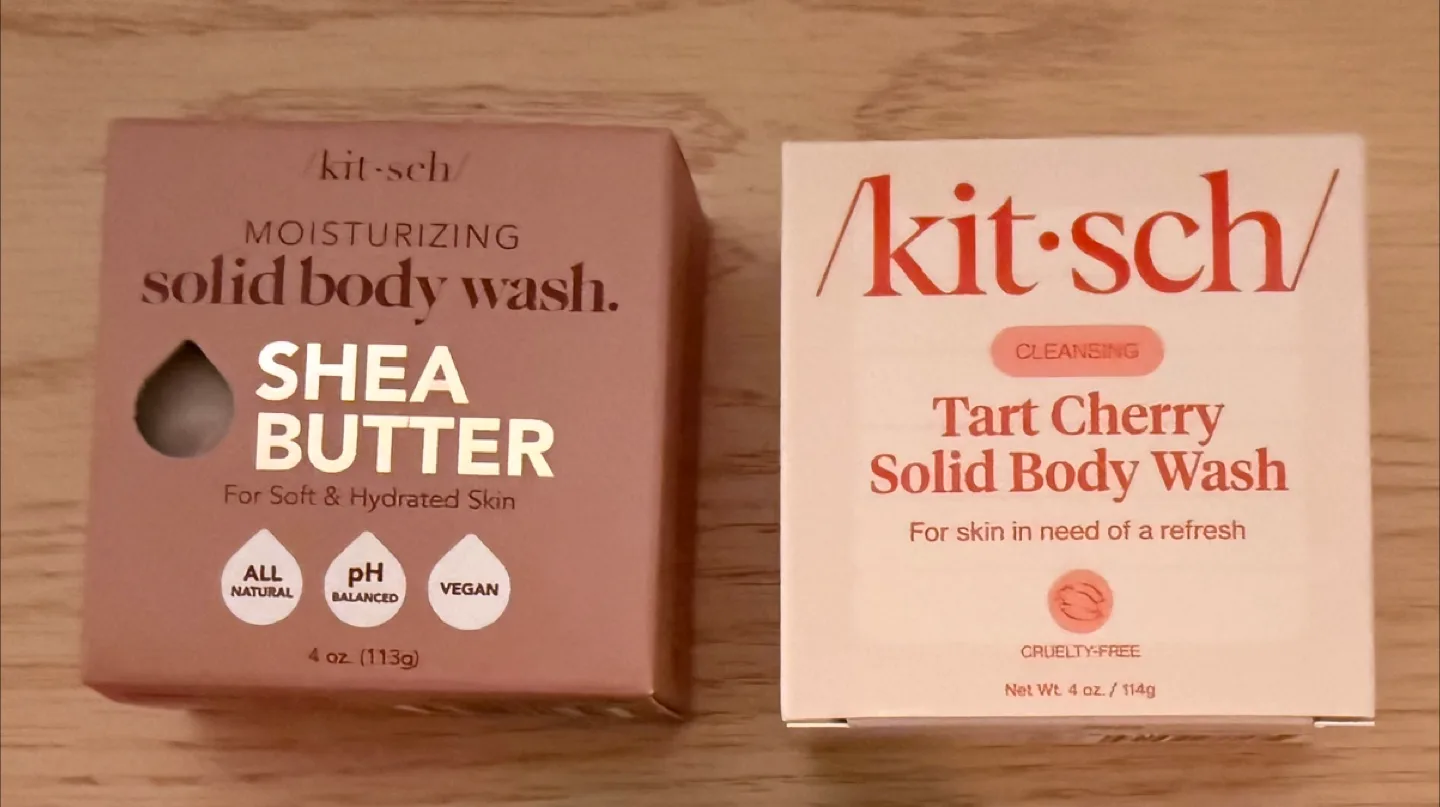 /kit·sch/
MOISTURIZING
solid body wash.
SHEA
BUTTER
For Soft & Hydrated Skin
ALL
NATURAL
pH
BALANCED
VEGAN
4 oz. (113g)
/kit·sch/
CLEANSING
Tart Cherry
Solid Body Wash
For skin in need of a refresh
CRUELTY-FREE
Net Wt. 4 oz. / 114g